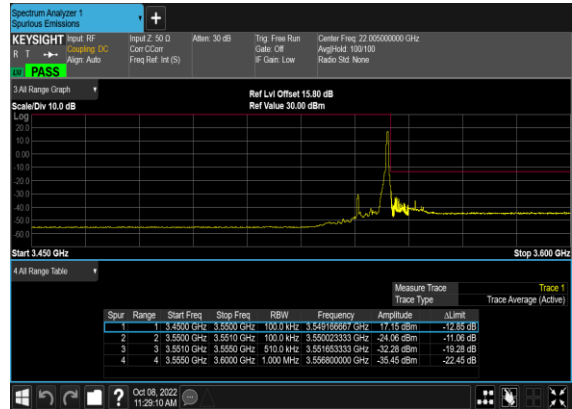 Spectrum Analyzer 1
Spurious Emissions
KEYSIGHT Input: RF Input Z: 50 Ω Atten: 30 dB Trig: Free Run Center Freq: 22.005000000 GHz
R T Coupling: DC Corr CCorr Gate: Off Avg|Hold: 100/100
Align: Auto Freq Ref: Int (S) IF Gain: Low Radio Std: None
PASS
3 All Range Graph
Ref Lvl Offset 15.80 dB
Scale/Div 10.0 dB Ref Value 30.00 dBm
Log
20.0
10.0
0.00
-10.0
-20.0
-30.0
-40.0
-50.0
-60.0
Start 3.450 GHz Stop 3.600 GHz
4 All Range Table
Measure Trace Trace 1
Trace Type Trace Average (Active)
Spur Range Start Freq Stop Freq RBW Frequency Amplitude ΔLimit
1 1 3.4500 GHz 3.5500 GHz 100.0 kHz 3.549166667 GHz 17.15 dBm -12.85 dB
2 2 3.5500 GHz 3.5510 GHz 100.0 kHz 3.550023333 GHz -24.06 dBm -11.06 dB
3 3 3.5510 GHz 3.5550 GHz 510.0 kHz 3.551653333 GHz -32.28 dBm -19.28 dB
4 4 3.5550 GHz 3.6000 GHz 1.000 MHz 3.556800000 GHz -35.45 dBm -22.45 dB
Oct 08, 2022
11:29:10 AM